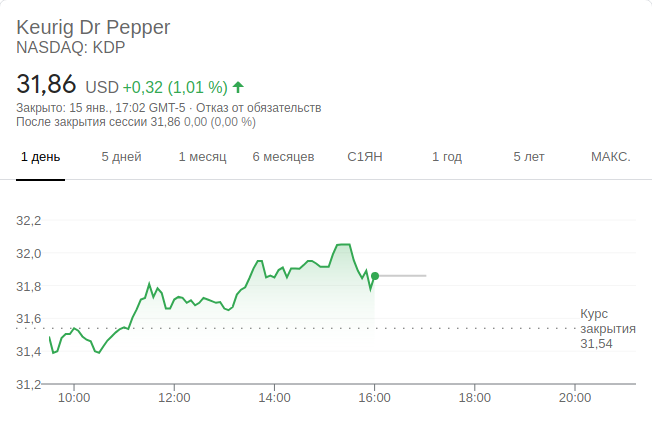 Keurig Dr Pepper
NASDAQ: KDP
31,86 USD +0,32 (1,01 %)
Закрыто: 15 янв., 17:02 GMT-5 · Отказ от обязательств
После закрытия сессии 31,86 0,00 (0,00 %)
1 день 5 дней 1 месяц 6 месяцев С1ЯН 1 год 5 лет МАКС.
32,2
32,0
31,8
31,6
31,4
31,2
Курс
закрытия
31,54
10:00 12:00 14:00 16:00 18:00 20:00